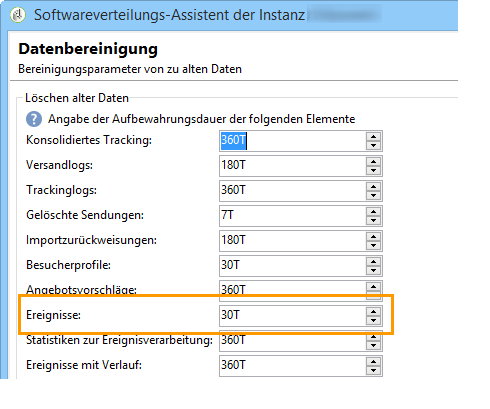 Softwareverteilungs-Assistent der Instanz
Datenbereinigung
Bereinigungsparameter von zu alten Daten
Löschen alter Daten
? Angabe der Aufbewahrungsdauer der folgenden Elemente
Konsolidiertes Tracking: 360T
Versandlogs: 180T
Trackinglogs: 360T
Gelöschte Sendungen: 7T
Importzurückweisungen: 180T
Besucherprofile: 30T
Angebotsvorschläge: 360T
Ereignisse: 30T
Statistiken zur Ereignisverarbeitung: 360T
Ereignisse mit Verlauf: 360T